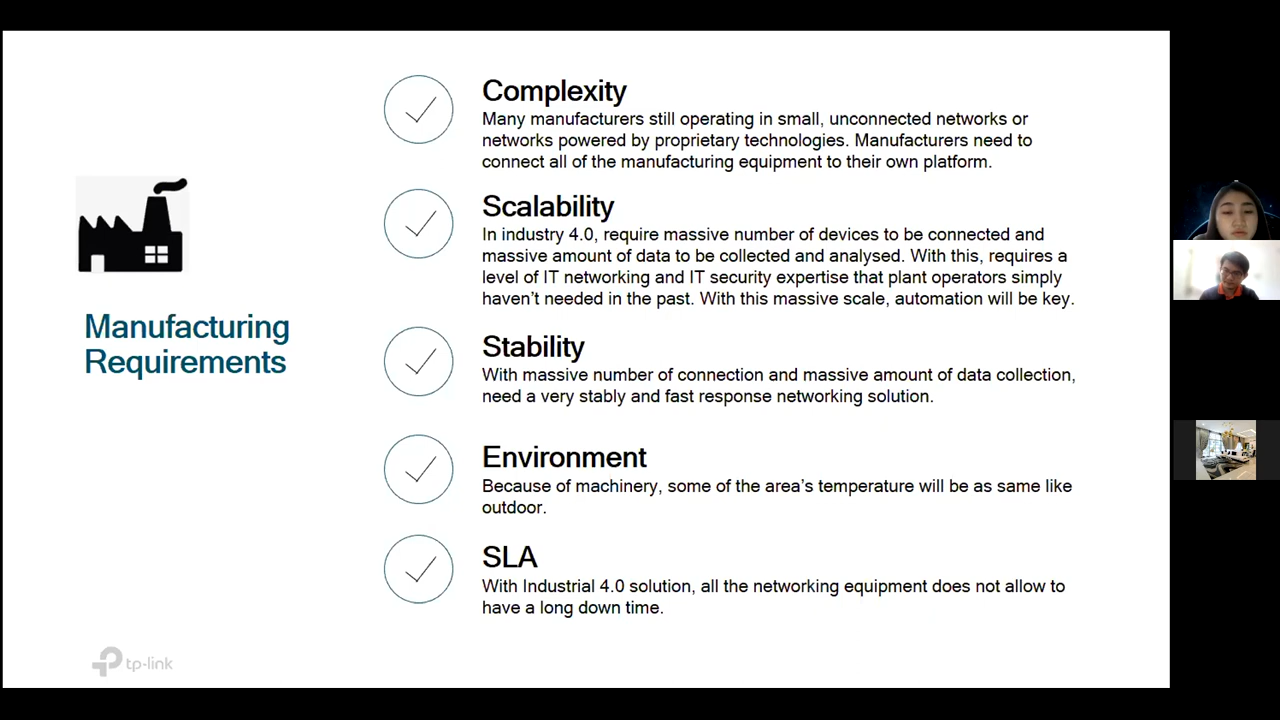 Manufacturing
Requirements
Complexity
Many manufacturers still operating in small, unconnected networks or
networks powered by proprietary technologies. Manufacturers need to
connect all of the manufacturing equipment to their own platform.
Scalability
In industry 4.0, require massive number of devices to be connected and
massive amount of data to be collected and analysed. With this, requires a
level of IT networking and IT security expertise that plant operators simply
haven't needed in the past. With this massive scale, automation will be key.
Stability
With massive number of connection and massive amount of data collection,
need a very stably and fast response networking solution.
Environment
Because of machinery, some of the area's temperature will be as same like
outdoor.
SLA
With Industrial 4.0 solution, all the networking equipment does not allow to
have a long down time.
tp-link